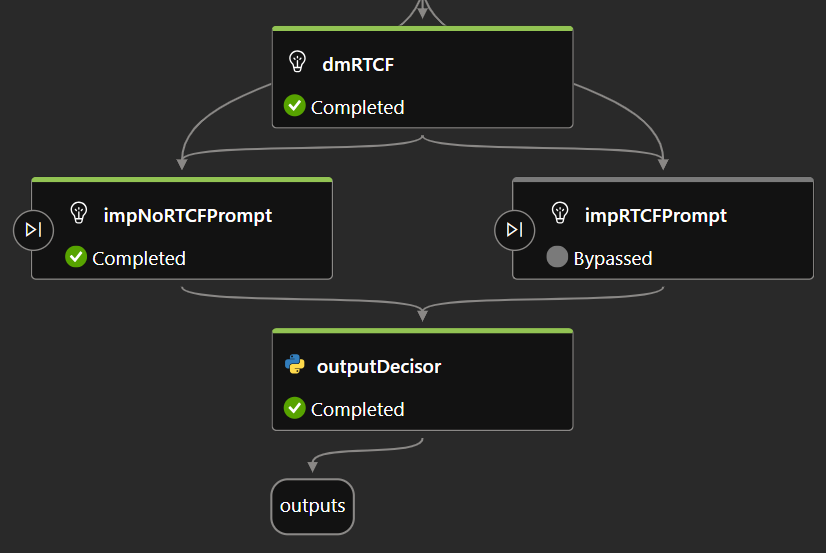 dmRTCF
Completed
impNoRTCFPrompt
Completed
impRTCFPrompt
Bypassed
outputDecisor
Completed
outputs